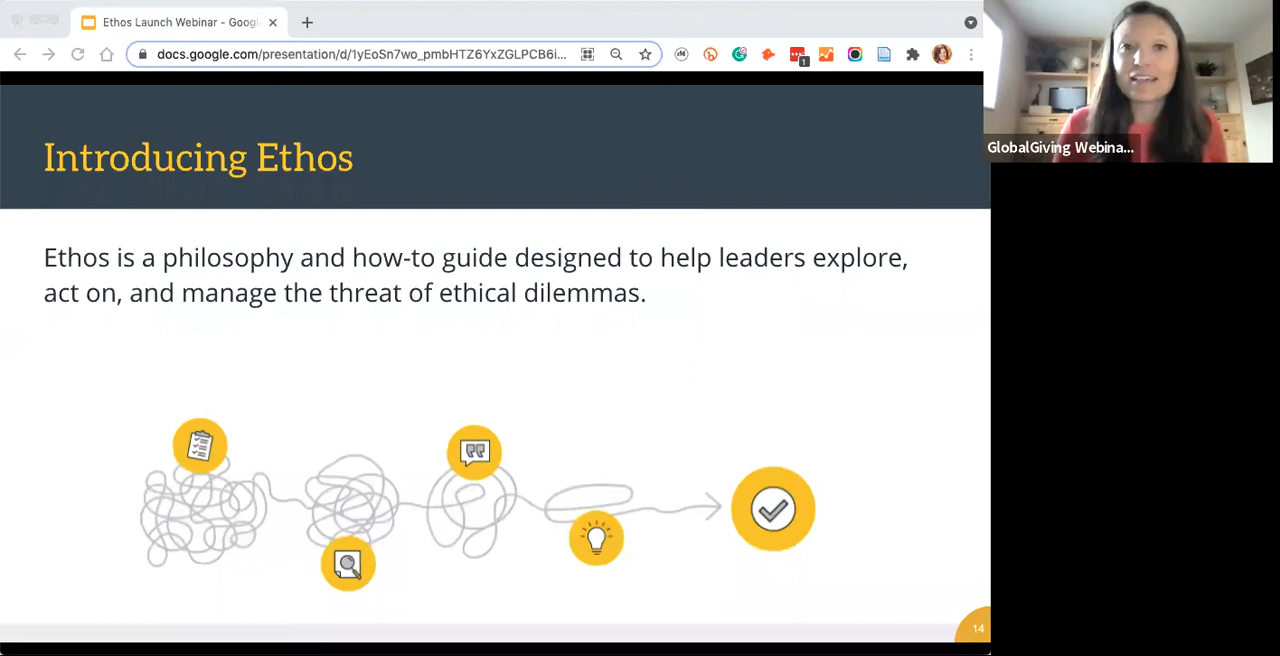 Ethos Launch Webinar - Goog
docs.google.com/presentation/d/1yEoSn7wo_pmbHTZ6YxZGLPCB6i...
1
GlobalGiving Webina...
Introducing Ethos
Ethos is a philosophy and how-to guide designed to help leaders explore,
act on, and manage the threat of ethical dilemmas.
14